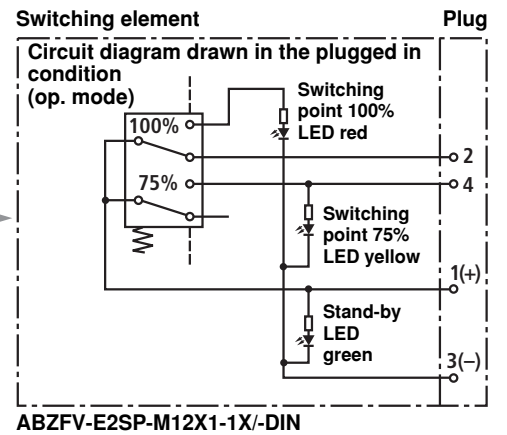 Switching element
Plug
Circuit diagram drawn in the plugged in
condition
(op. mode)
Switching
point 100%
LED red
100%
2
75%
4
Switching
point 75%
LED yellow
1(+)
Stand-by
LED
green
3(–)
ABZFV-E2SP-M12X1-1X/-DIN